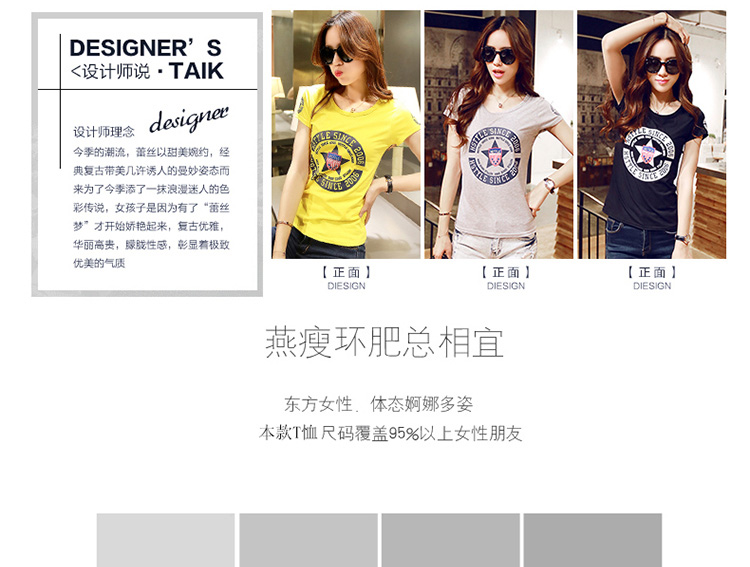 DESIGNER'S
<设计师说 · TAIK
designer
设计师理念
今季的潮流，蕾丝以甜美婉约，经
典复古带美几许诱人的曼妙姿态而
来为了今季添了一抹浪漫迷人的色
彩传说，女孩子是因为有了“蕾丝
梦”才开始娇艳起来，复古优雅，
华丽高贵，朦胧性感，彰显着极致
优美的气质
HUSTLE SINCE 2006
HUSTLE SINCE 2006
HUSTLE SINCE 2006
【正面】
DIESIGN
【正面】
DIESIGN
【正面】
DIESIGN
燕瘦环肥总相宜
东方女性．体态婀娜多姿
本款T恤 尺码覆盖95%以上女性朋友